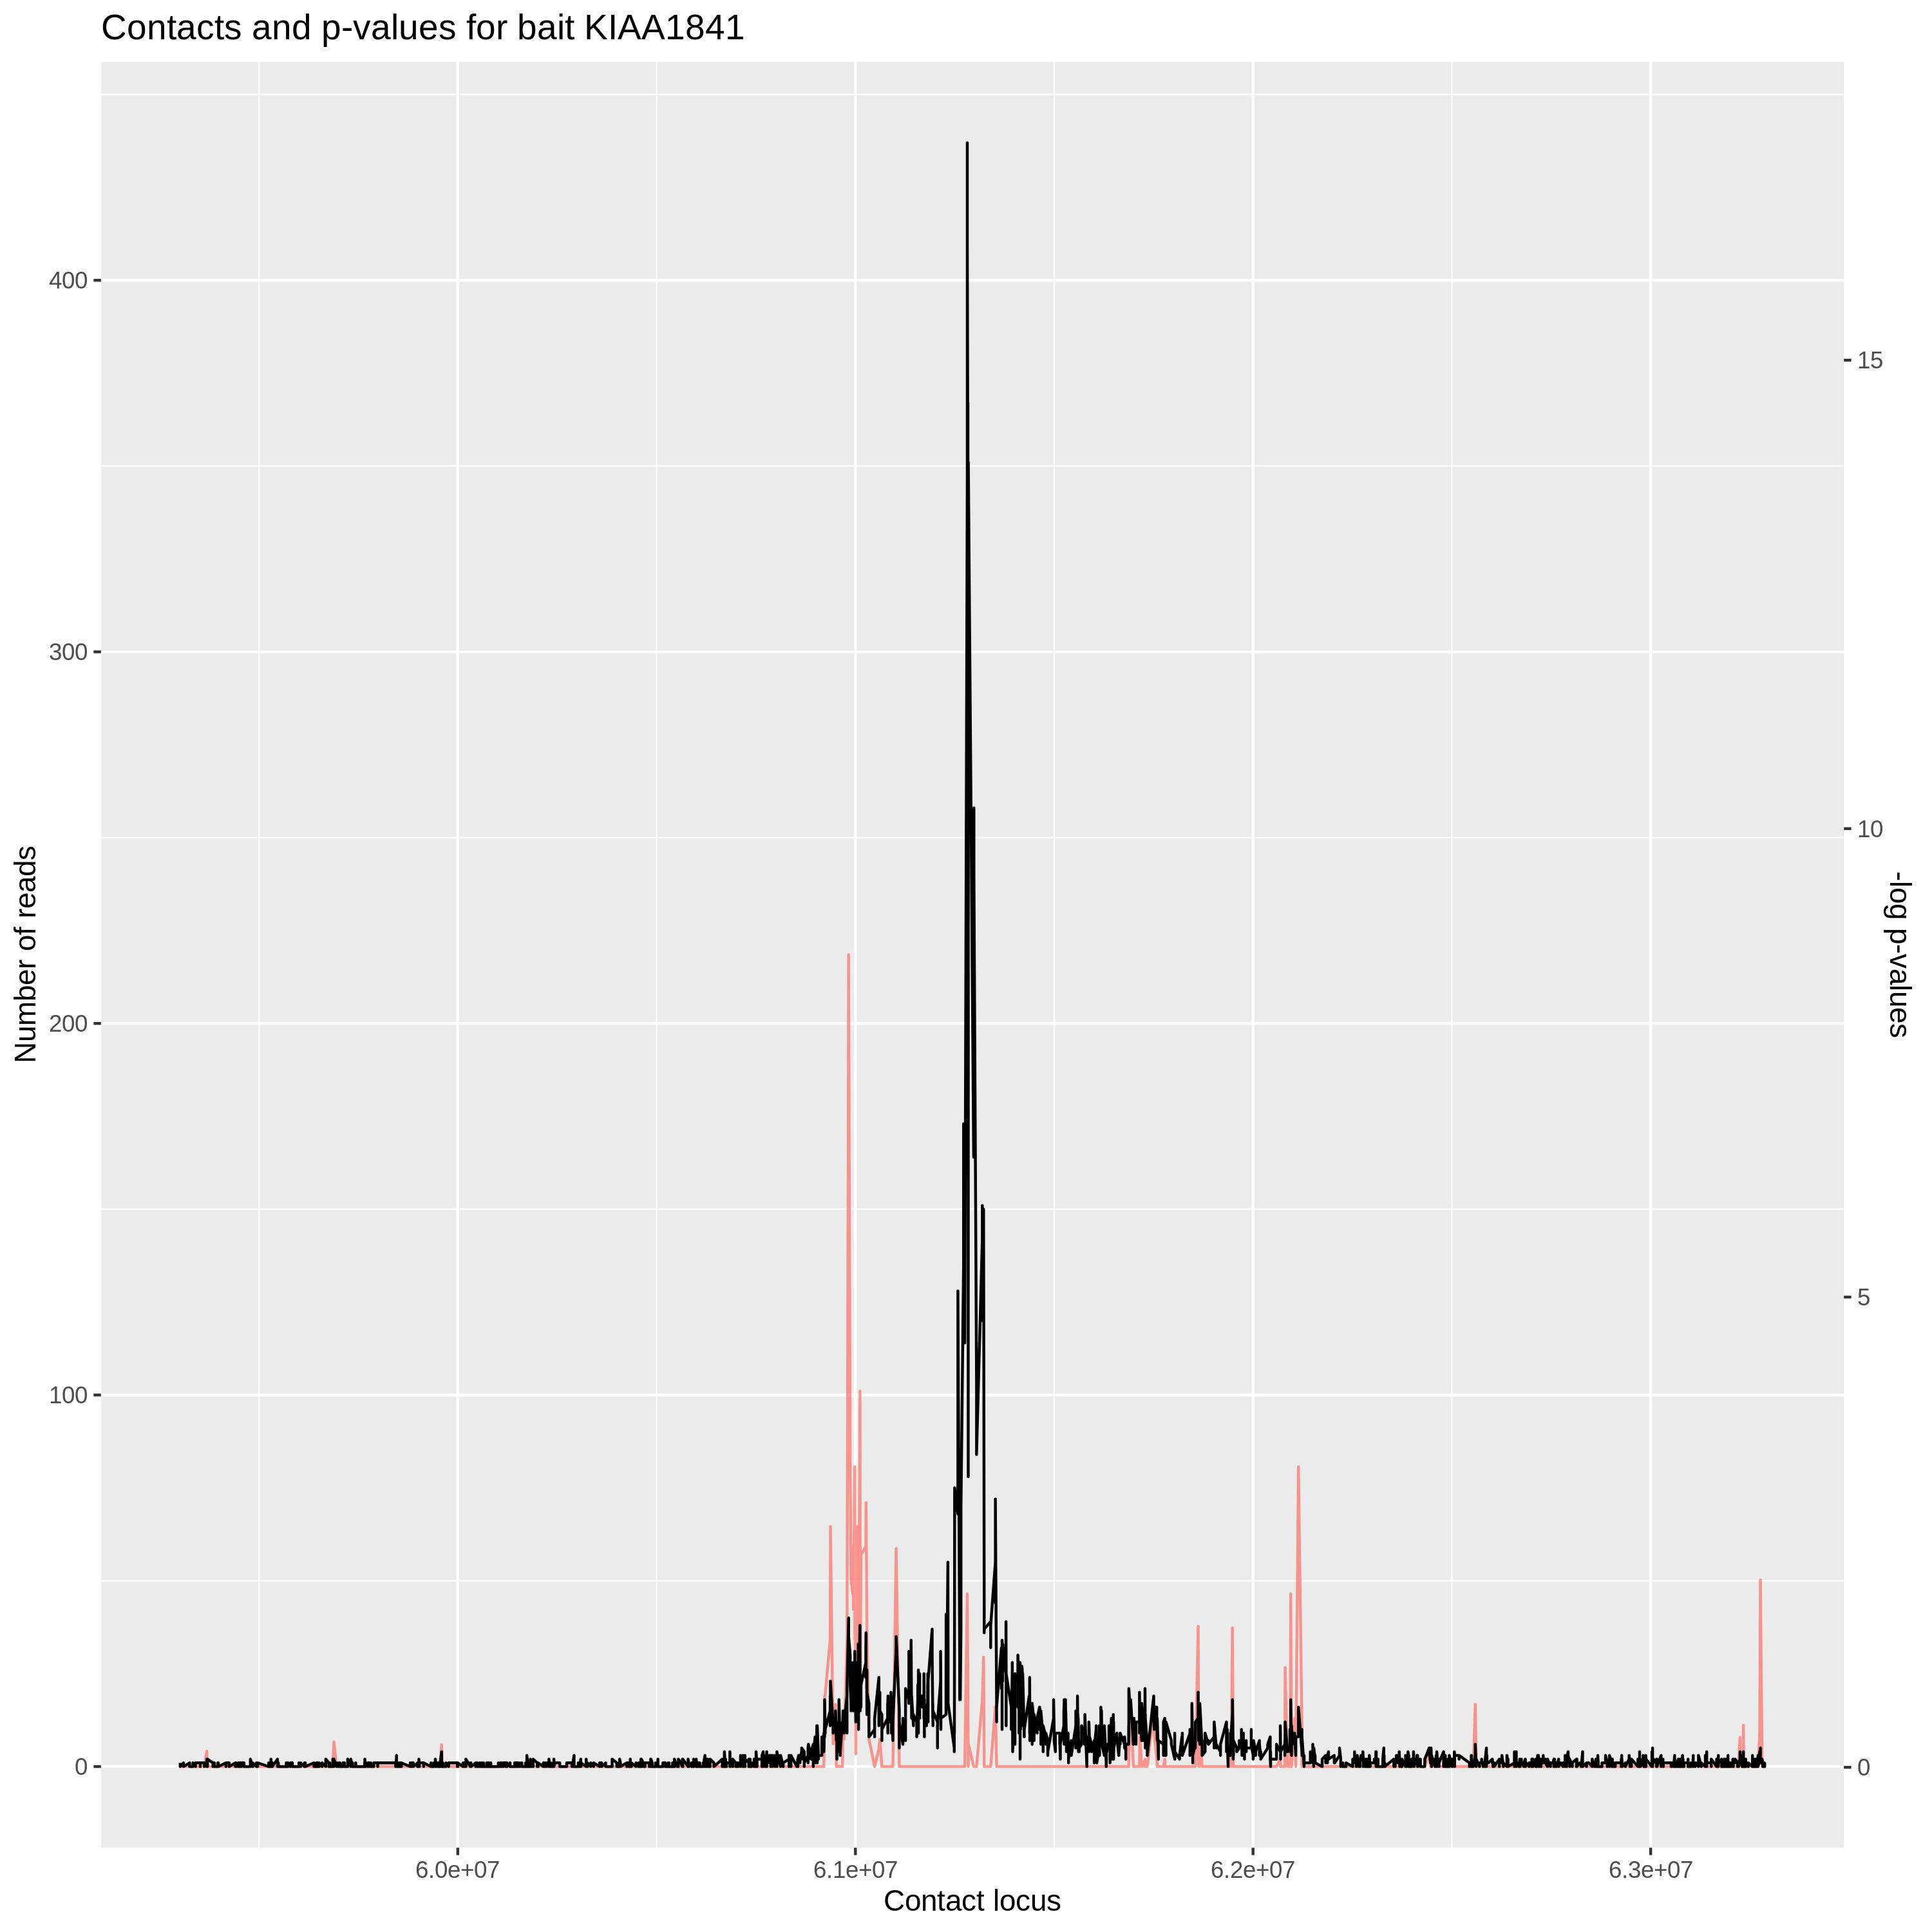 Contacts and p-values for bait KIAA1841
400
300
200
100
0
Number of reads
15
10
5
0
-log p-values
6.0e+07 6.1e+07 6.2e+07 6.3e+07
Contact locus